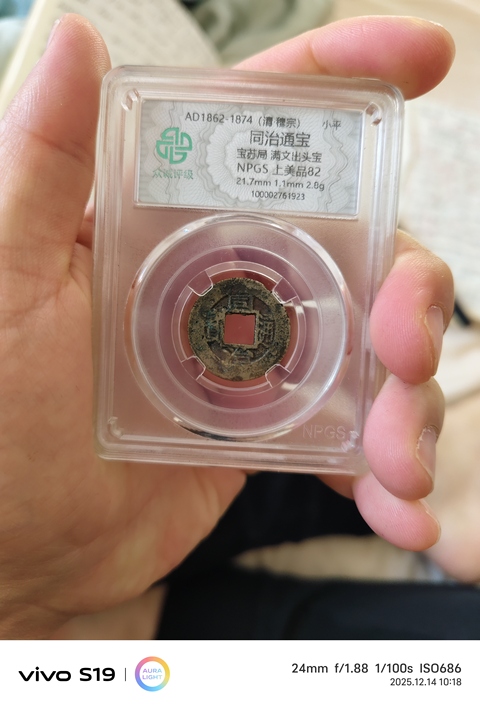 AD1862-1874（清 穆宗） 小平
同治通宝
宝苏局 满文出头宝
NPGS 上美品82
21.7mm 1.1mm 2.8g
100002761923
众诚评级
同治通
NPGS
vivo S19 | AURA LIGHT
24mm f/1.88 1/100s ISO686
2025.12.14 10:18